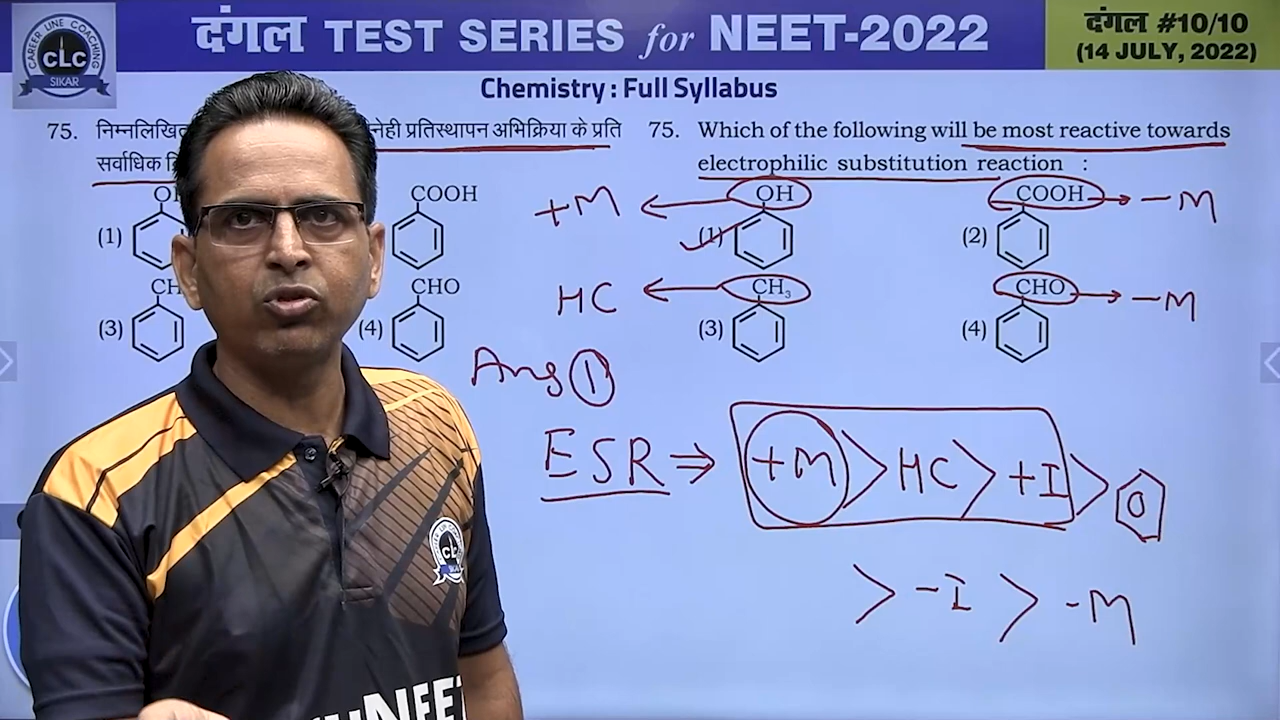 दंगल TEST SERIES for NEET-2022
दंगल #10/10
(14 JULY, 2022)
CAREER LINE COACHING
CLC
SIKAR
Chemistry : Full Syllabus
75. प्रतिस्थापन अभिक्रिया के प्रति
सर्वाधिक
(1)
COOH
(3)
(4) CHO
75. Which of the following will be most reactive towards
electrophilic substitution reaction :
+M ← OH
(1)
COOH → -M
(2)
HC ← CH₃
(3)
CHO → -M
(4)
Ans ①
ESR ⇒ +M > HC > +I >
> -I > -M
CLC
NEET